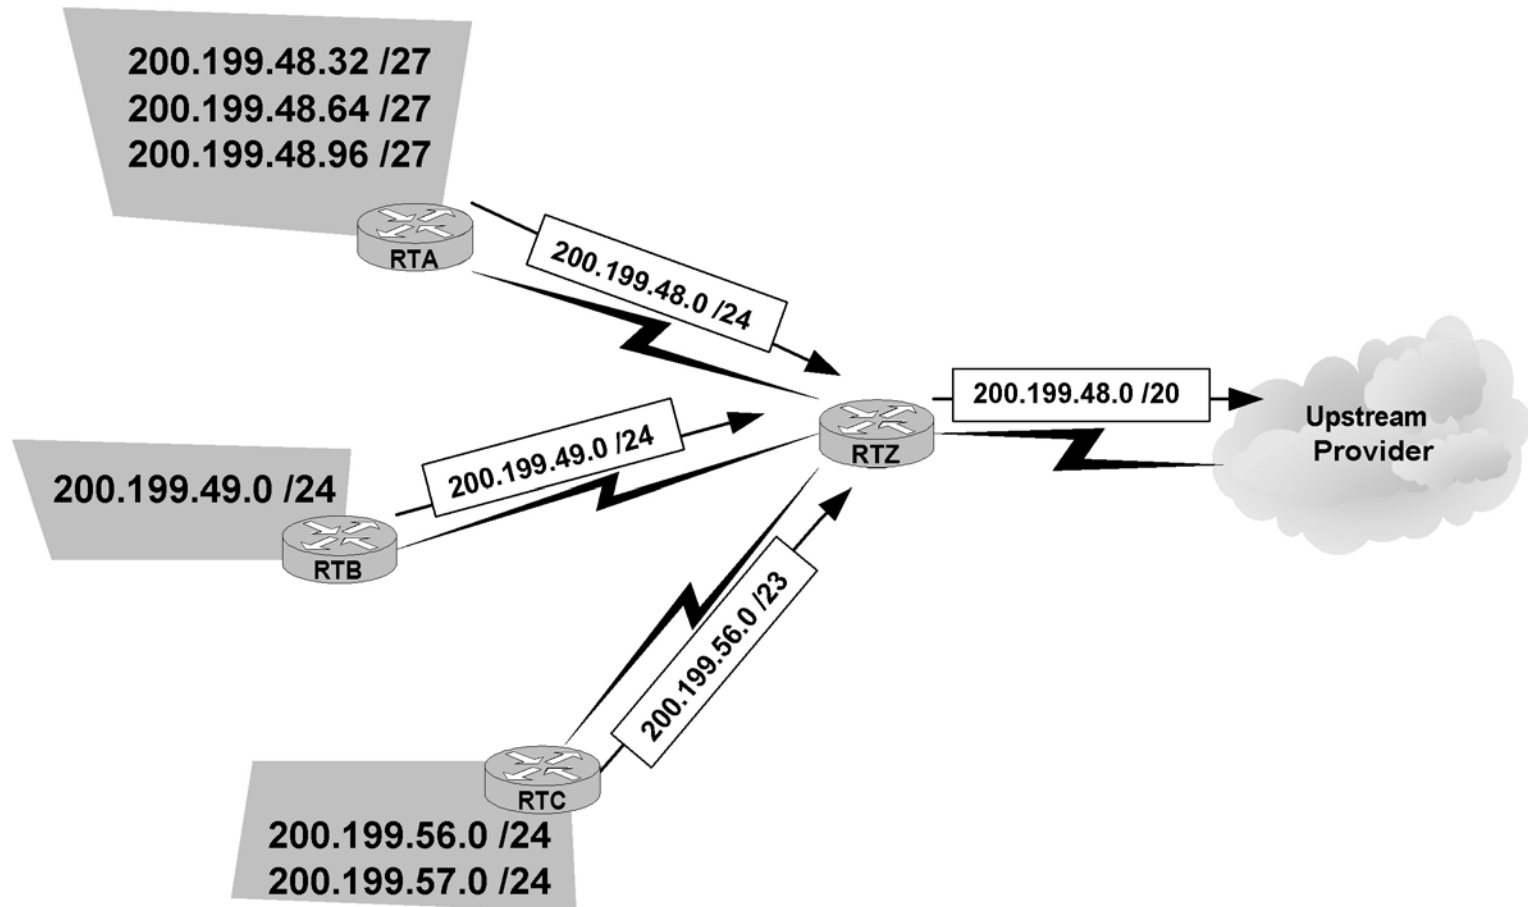 200.199.48.32 /27
200.199.48.64 /27
200.199.48.96 /27
RTA
200.199.48.0 /24
200.199.48.0 /20
Upstream
Provider
RTZ
200.199.49.0 /24
200.199.49.0 /24
RTB
200.199.56.0 /23
RTC
200.199.56.0 /24
200.199.57.0 /24